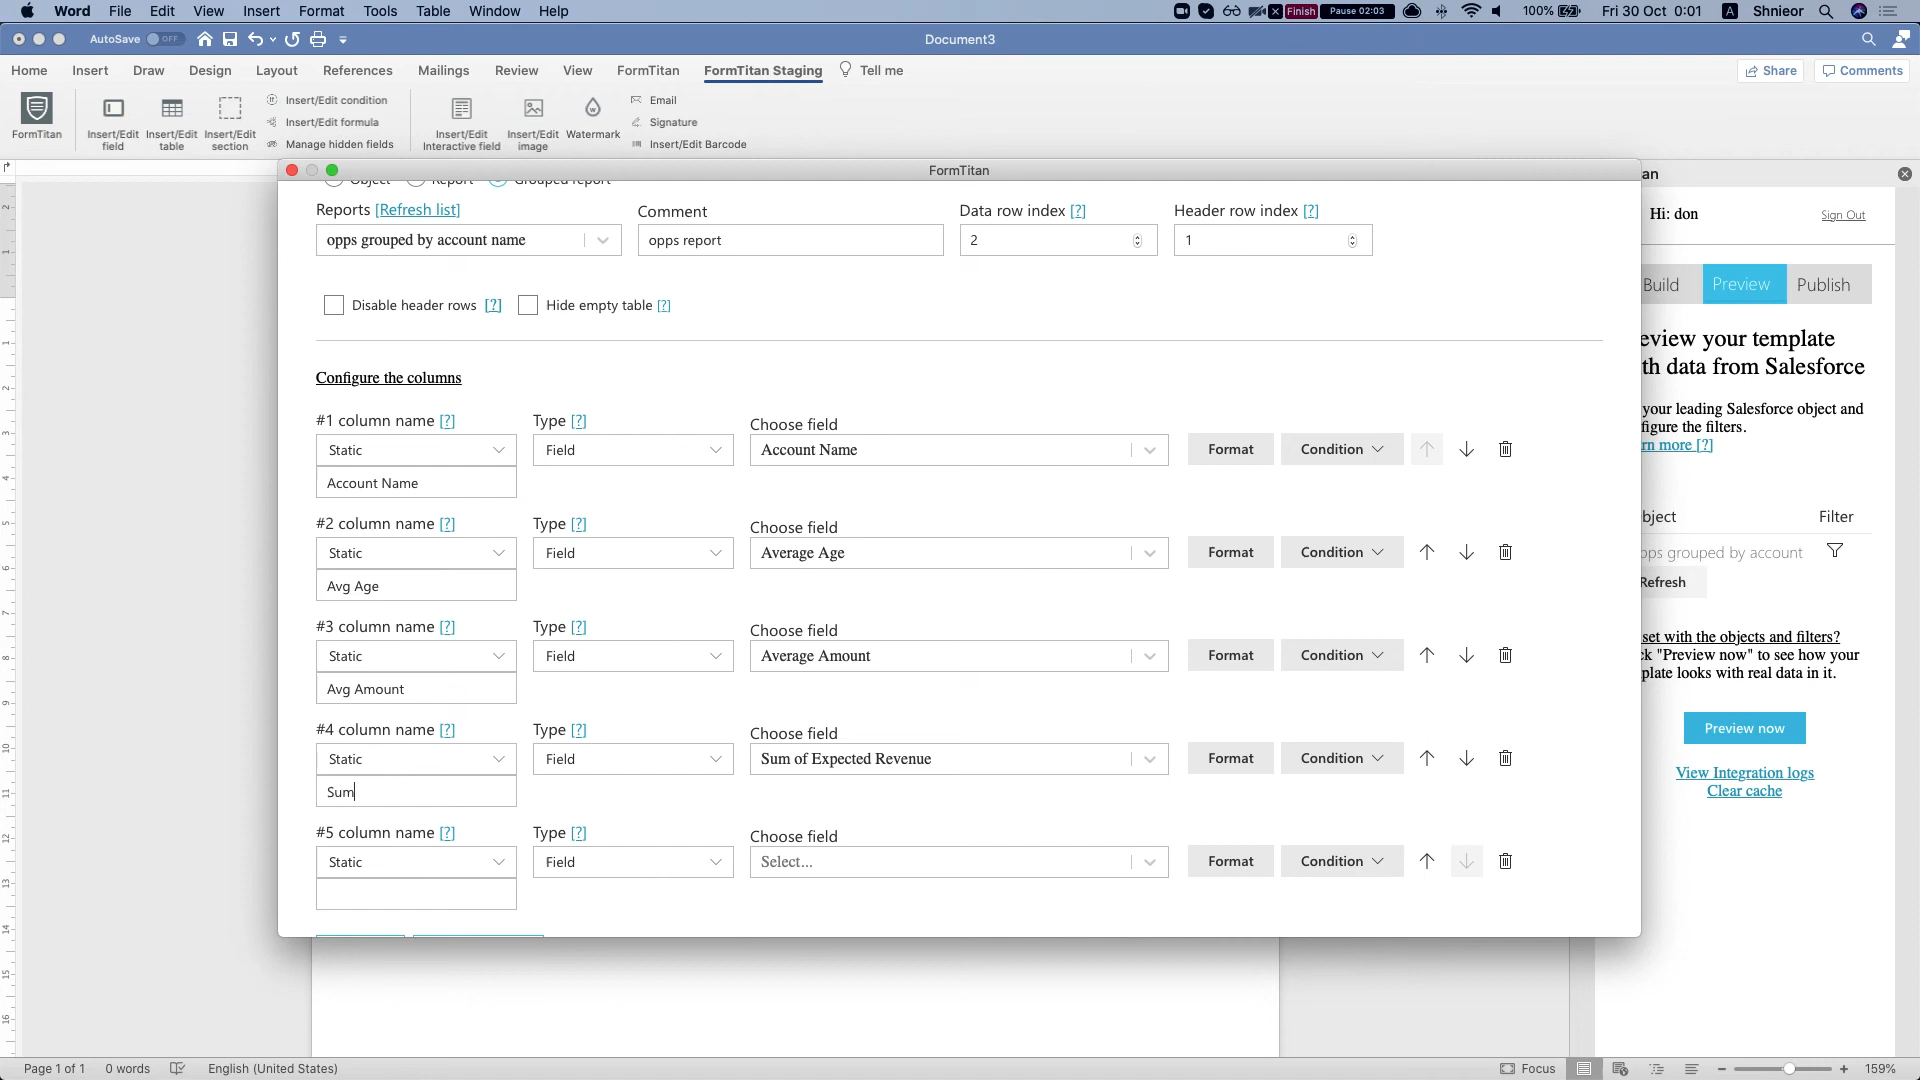 Word File Edit View Insert Format Tools Table Window Help Finish Pause 02:03 100% Fri 30 Oct 0:01 A Shnieor
AutoSave OFF Document3
Home Insert Draw Design Layout References Mailings Review View FormTitan FormTitan Staging Tell me Share Comments
FormTitan
Insert/Edit field
Insert/Edit table
Insert/Edit section
Insert/Edit condition
Insert/Edit formula
Manage hidden fields
Insert/Edit Interactive field
Insert/Edit image
Watermark
Email
Signature
Insert/Edit Barcode
FormTitan
Object Report Grouped report
Reports [Refresh list] Comment Data row index [?] Header row index [?]
opps grouped by account name opps report 2 1
Disable header rows [?] Hide empty table [?]
Configure the columns
#1 column name [?] Type [?] Choose field
Static Field Account Name Format Condition
Account Name
#2 column name [?] Type [?] Choose field
Static Field Average Age Format Condition
Avg Age
#3 column name [?] Type [?] Choose field
Static Field Average Amount Format Condition
Avg Amount
#4 column name [?] Type [?] Choose field
Static Field Sum of Expected Revenue Format Condition
Sum
#5 column name [?] Type [?] Choose field
Static Field Select... Format Condition
an
Hi: don Sign Out
Build Preview Publish
eview your template
th data from Salesforce
your leading Salesforce object and
figure the filters.
rn more [?]
bject Filter
pps grouped by account
Refresh
set with the objects and filters?
ck "Preview now" to see how your
plate looks with real data in it.
Preview now
View Integration logs
Clear cache
Page 1 of 1 0 words English (United States) Focus 159%